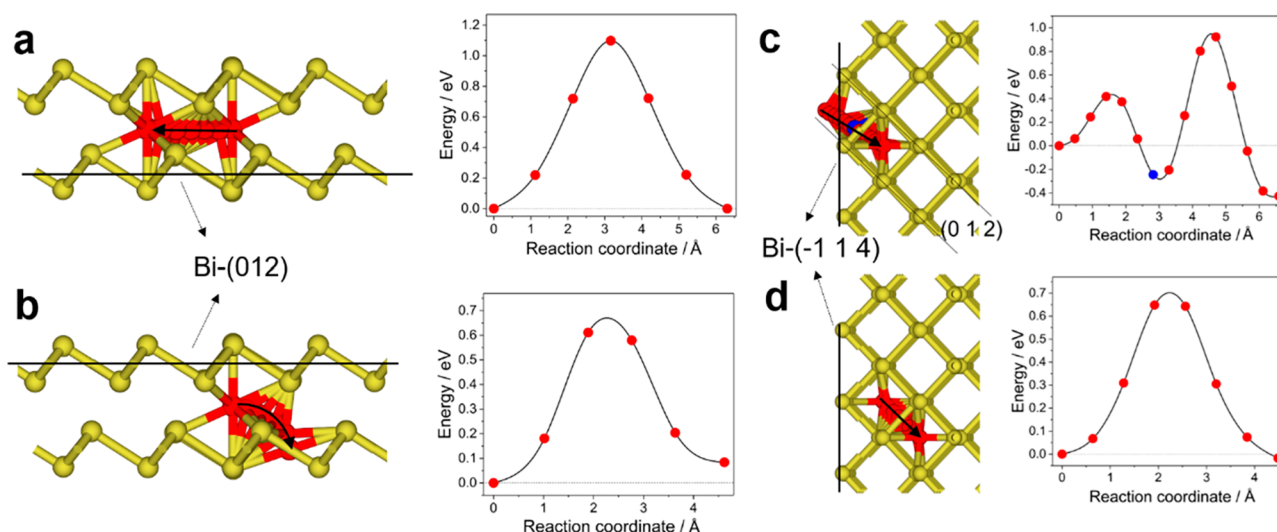 a
1.2
1.0
0.8
0.6
0.4
0.2
0.0
Energy / eV
0 1 2 3 4 5 6
Reaction coordinate / Å
c
(0 1 2)
1.0
0.8
0.6
0.4
0.2
0.0
-0.2
-0.4
Energy / eV
0 1 2 3 4 5 6
Reaction coordinate / Å
Bi-(012)
Bi-(-1 1 4)
b
0.7
0.6
0.5
0.4
0.3
0.2
0.1
0.0
Energy / eV
0 1 2 3 4
Reaction coordinate / Å
d
0.7
0.6
0.5
0.4
0.3
0.2
0.1
0.0
Energy / eV
0 1 2 3 4
Reaction coordinate / Å